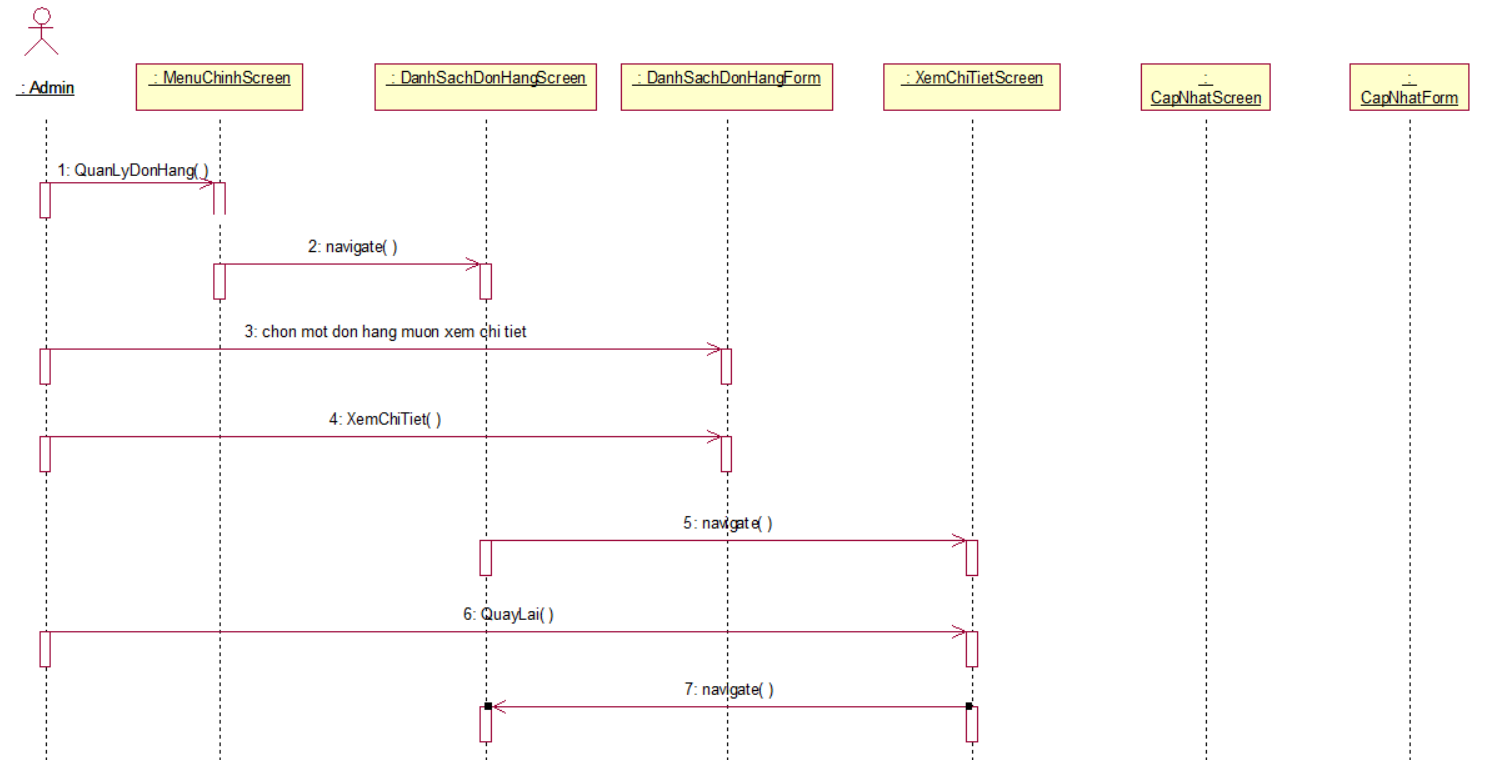 : Admin
: MenuChinhScreen
: DanhSachDonHangScreen
: DanhSachDonHangForm
: XemChiTietScreen
:
CapNhatScreen
:
CapNhatForm
1: QuanLyDonHang( )
2: navigate( )
3: chon mot don hang muon xem chi tiet
4: XemChiTiet( )
5: navigate( )
6: QuayLai( )
7: navigate( )